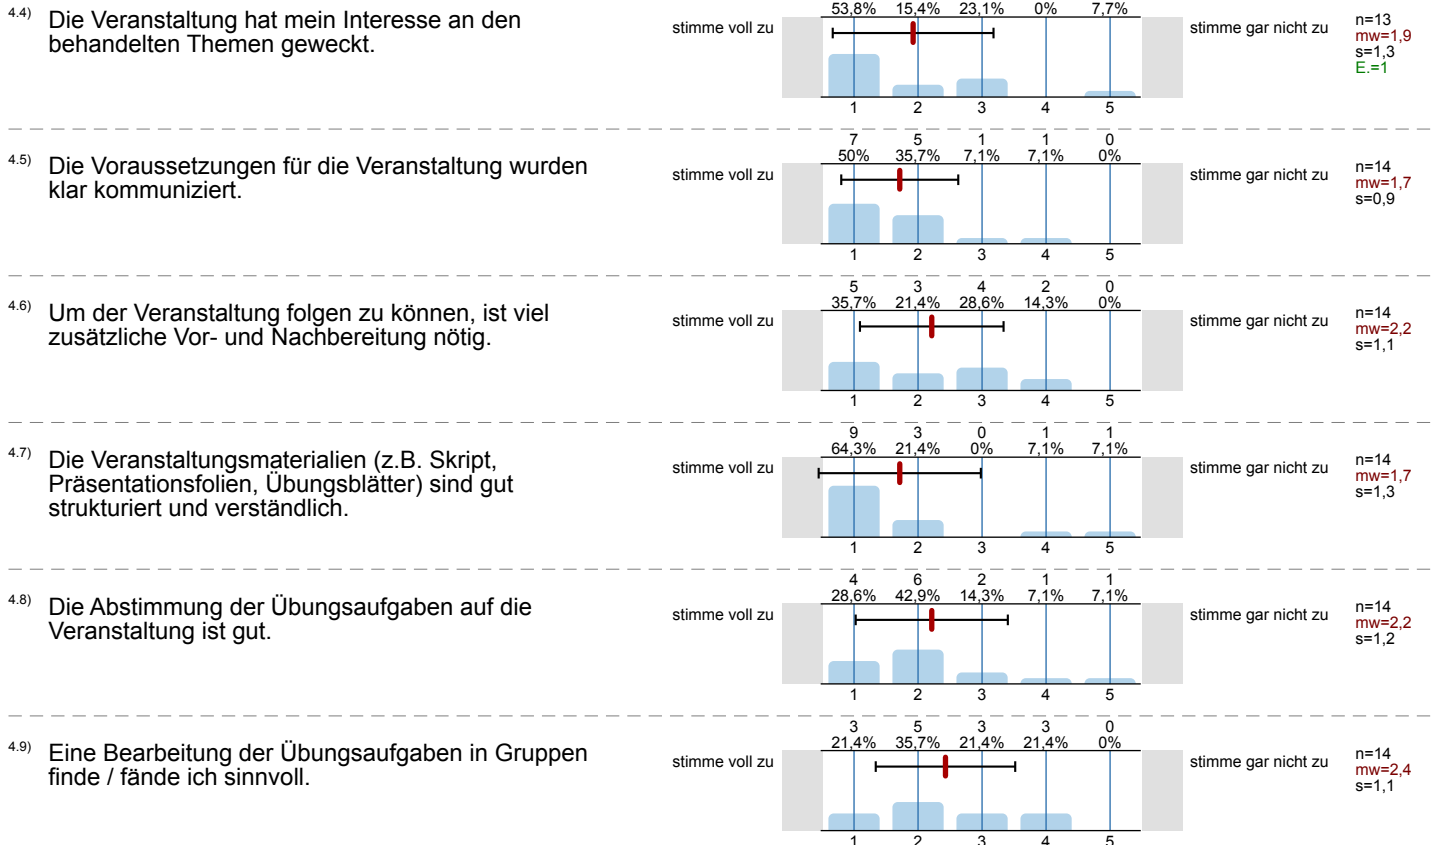 53,8% 15,4% 23,1% 0% 7,7%
4.4) Die Veranstaltung hat mein Interesse an den
behandelten Themen geweckt.
stimme voll zu
stimme gar nicht zu
n=13
mw=1,9
s=1,3
E.=1
1 2 3 4 5
7 5 1 1 0
50% 35,7% 7,1% 7,1% 0%
4.5) Die Voraussetzungen für die Veranstaltung wurden
klar kommuniziert.
stimme voll zu
stimme gar nicht zu
n=14
mw=1,7
s=0,9
1 2 3 4 5
5 3 4 2 0
35,7% 21,4% 28,6% 14,3% 0%
4.6) Um der Veranstaltung folgen zu können, ist viel
zusätzliche Vor- und Nachbereitung nötig.
stimme voll zu
stimme gar nicht zu
n=14
mw=2,2
s=1,1
1 2 3 4 5
9 3 0 1 1
64,3% 21,4% 0% 7,1% 7,1%
4.7) Die Veranstaltungsmaterialien (z.B. Skript,
Präsentationsfolien, Übungsblätter) sind gut
strukturiert und verständlich.
stimme voll zu
stimme gar nicht zu
n=14
mw=1,7
s=1,3
1 2 3 4 5
4 6 2 1 1
28,6% 42,9% 14,3% 7,1% 7,1%
4.8) Die Abstimmung der Übungsaufgaben auf die
Veranstaltung ist gut.
stimme voll zu
stimme gar nicht zu
n=14
mw=2,2
s=1,2
1 2 3 4 5
3 5 3 3 0
21,4% 35,7% 21,4% 21,4% 0%
4.9) Eine Bearbeitung der Übungsaufgaben in Gruppen
finde / fände ich sinnvoll.
stimme voll zu
stimme gar nicht zu
n=14
mw=2,4
s=1,1
1 2 3 4 5